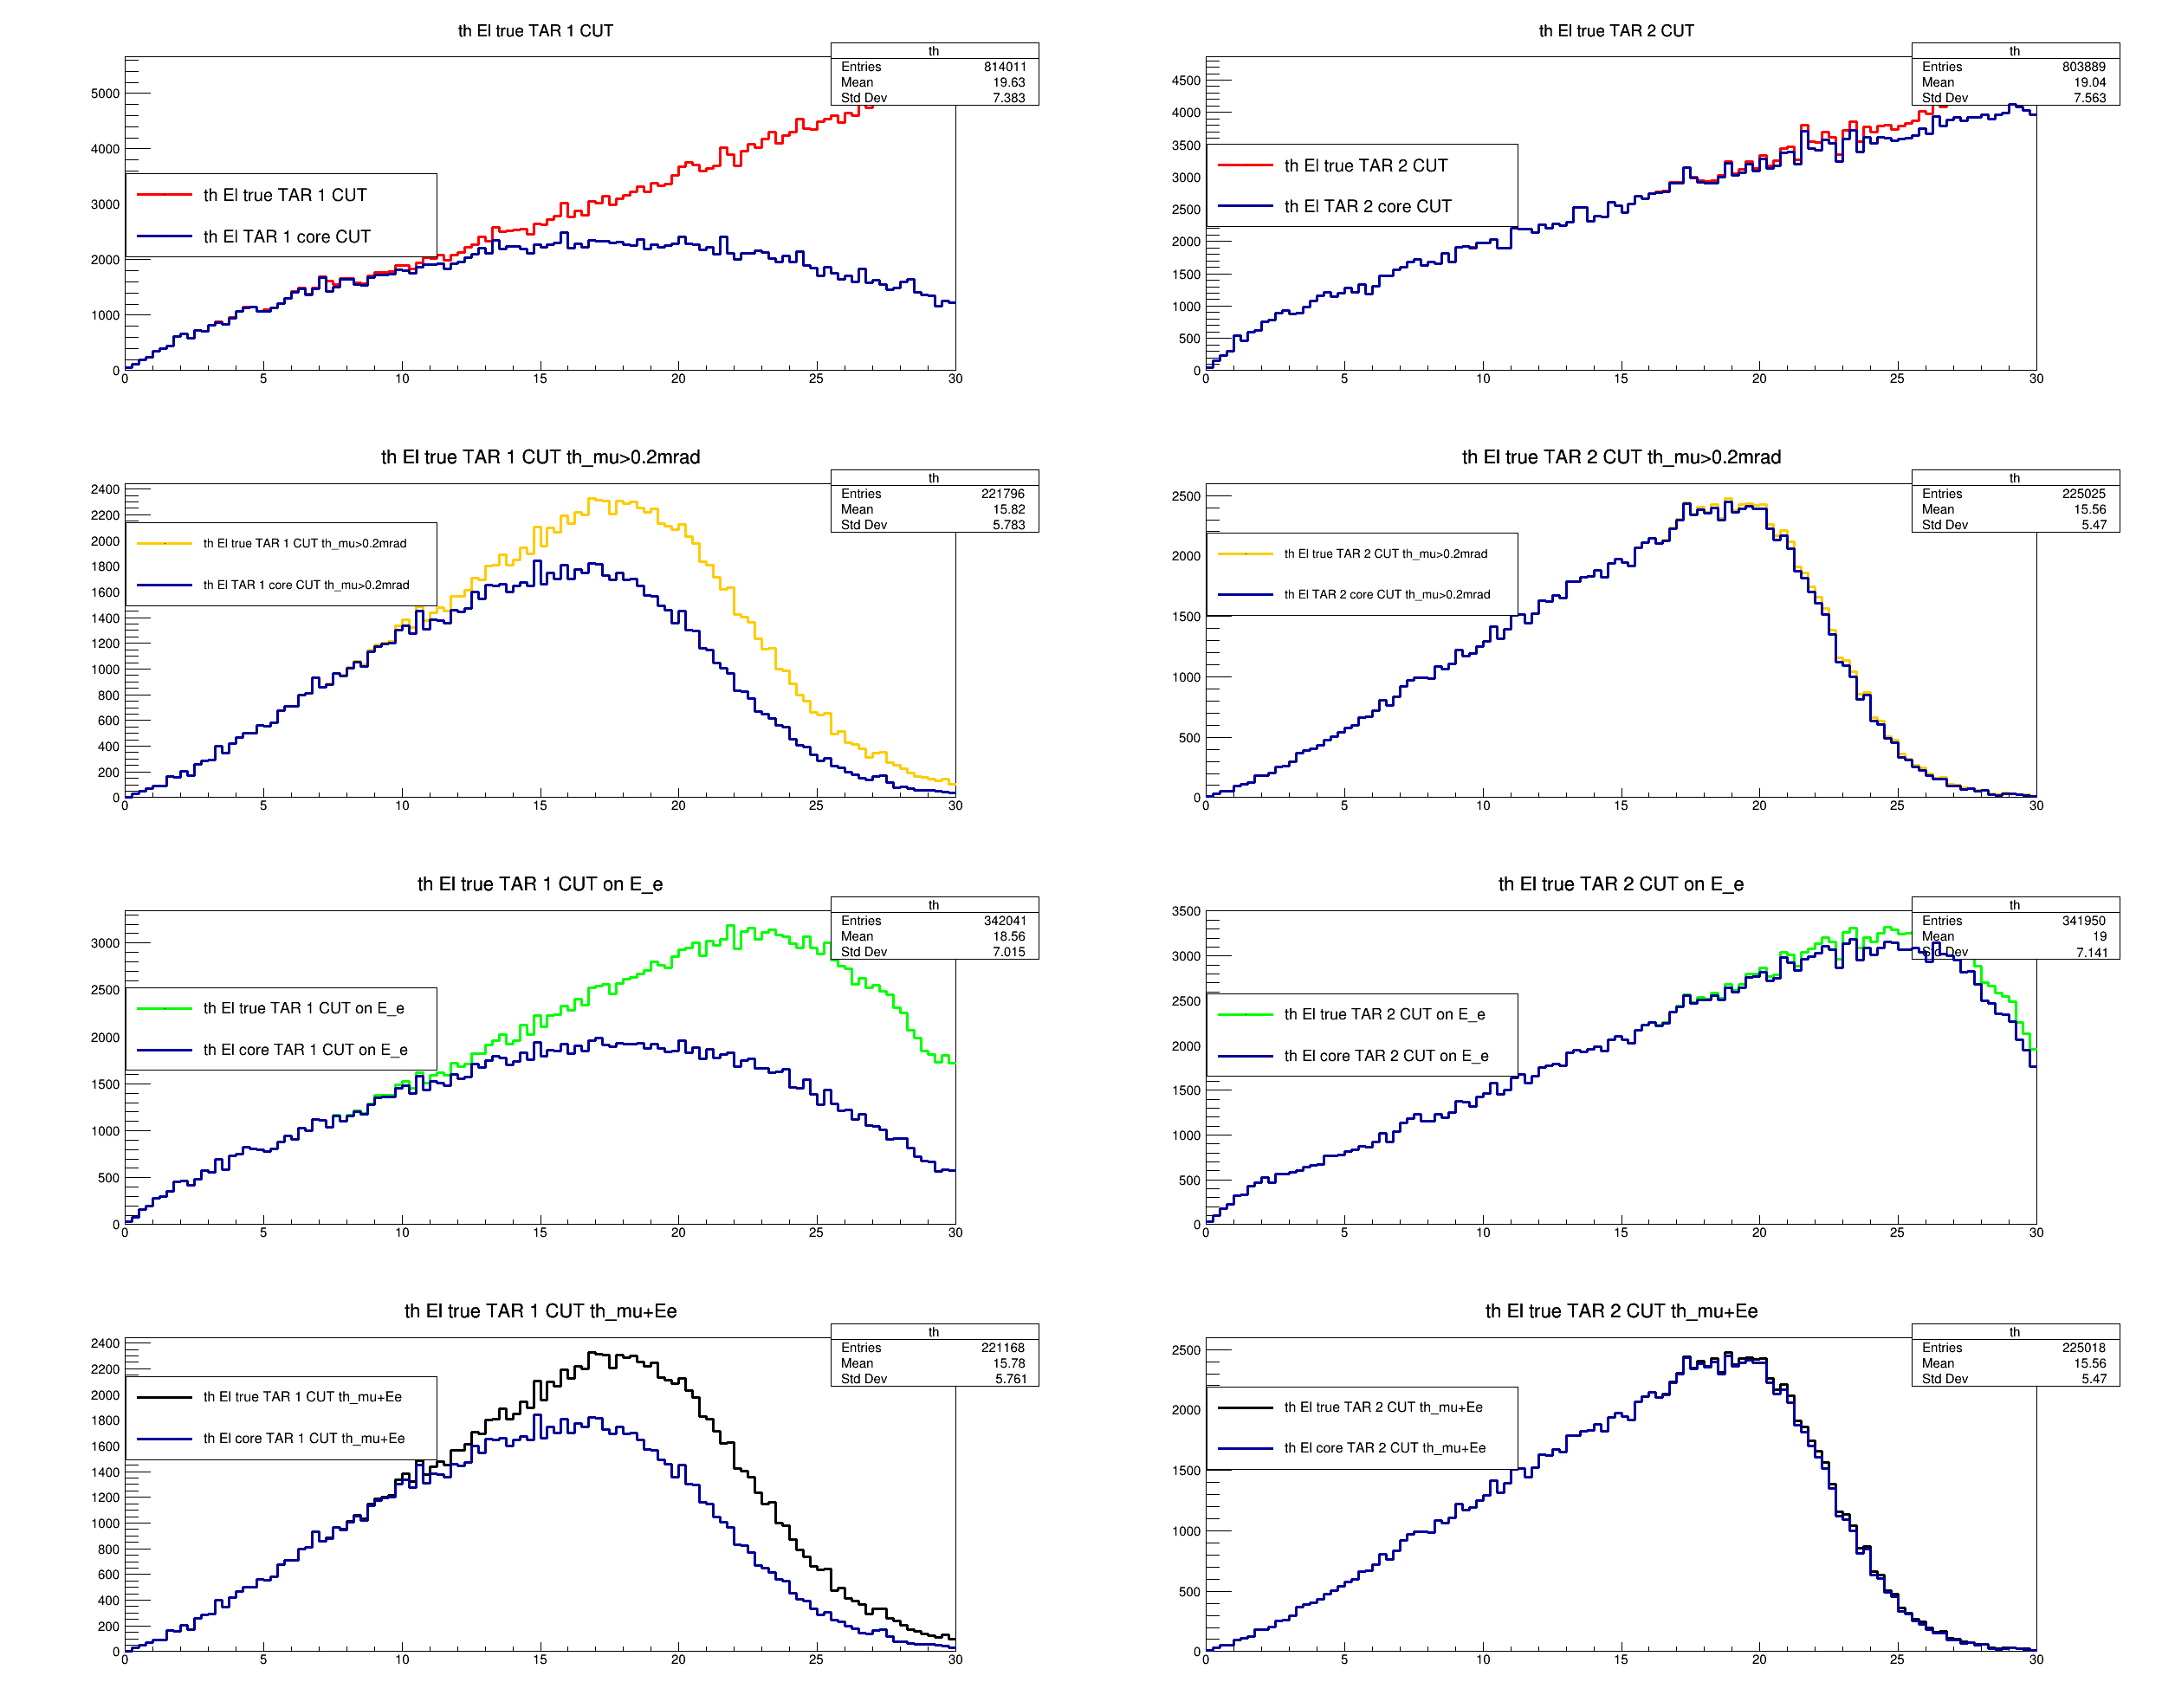 th El true TAR 1 CUT
th
Entries 814011
Mean 19.63
Std Dev 7.383
th El true TAR 1 CUT
th El TAR 1 core CUT
5000
4000
3000
2000
1000
0
0 5 10 15 20 25 30
th El true TAR 2 CUT
th
Entries 803889
Mean 19.04
Std Dev 7.563
th El true TAR 2 CUT
th El TAR 2 core CUT
4500
4000
3500
3000
2500
2000
1500
1000
500
0
0 5 10 15 20 25 30
th El true TAR 1 CUT th_mu>0.2mrad
th
Entries 221796
Mean 15.82
Std Dev 5.783
th El true TAR 1 CUT th_mu>0.2mrad
th El TAR 1 core CUT th_mu>0.2mrad
2400
2200
2000
1800
1600
1400
1200
1000
800
600
400
200
0
0 5 10 15 20 25 30
th El true TAR 2 CUT th_mu>0.2mrad
th
Entries 225025
Mean 15.56
Std Dev 5.47
th El true TAR 2 CUT th_mu>0.2mrad
th El TAR 2 core CUT th_mu>0.2mrad
2500
2000
1500
1000
500
0
0 5 10 15 20 25 30
th El true TAR 1 CUT on E_e
th
Entries 342041
Mean 18.56
Std Dev 7.015
th El true TAR 1 CUT on E_e
th El core TAR 1 CUT on E_e
3000
2500
2000
1500
1000
500
0
0 5 10 15 20 25 30
th El true TAR 2 CUT on E_e
th
Entries 341950
Mean 19
Std Dev 7.141
th El true TAR 2 CUT on E_e
th El core TAR 2 CUT on E_e
3500
3000
2500
2000
1500
1000
500
0
0 5 10 15 20 25 30
th El true TAR 1 CUT th_mu+Ee
th
Entries 221168
Mean 15.78
Std Dev 5.761
th El true TAR 1 CUT th_mu+Ee
th El core TAR 1 CUT th_mu+Ee
2400
2200
2000
1800
1600
1400
1200
1000
800
600
400
200
0
0 5 10 15 20 25 30
th El true TAR 2 CUT th_mu+Ee
th
Entries 225018
Mean 15.56
Std Dev 5.47
th El true TAR 2 CUT th_mu+Ee
th El core TAR 2 CUT th_mu+Ee
2500
2000
1500
1000
500
0
0 5 10 15 20 25 30